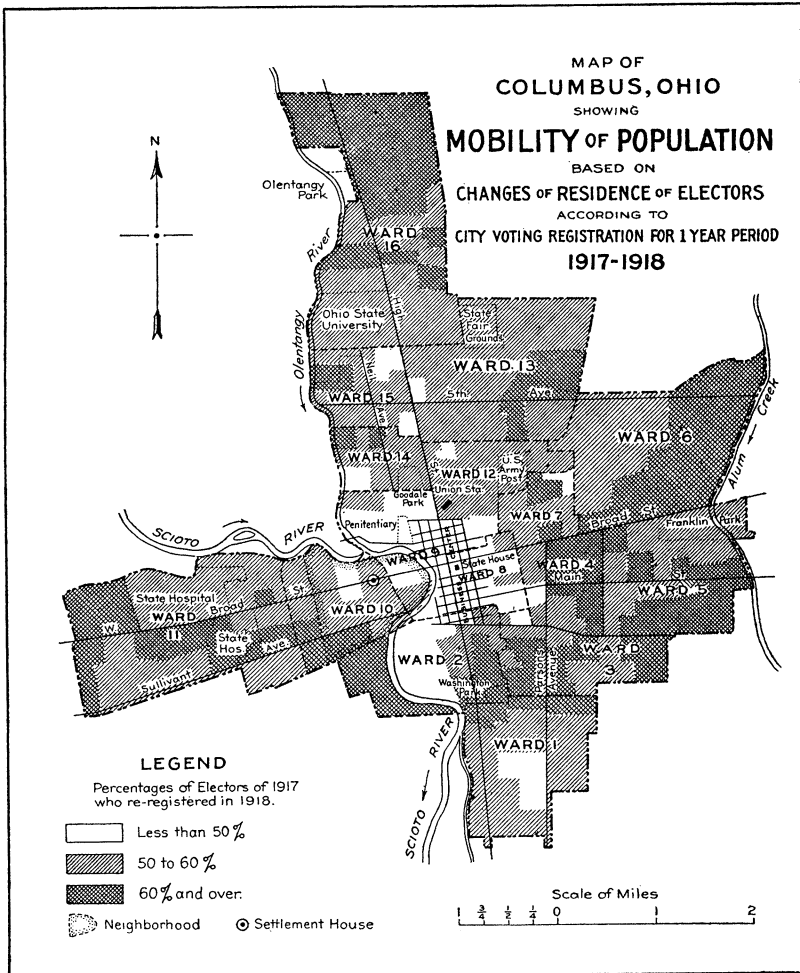 MAP OF
COLUMBUS, OHIO
SHOWING
MOBILITY OF POPULATION
BASED ON
CHANGES OF RESIDENCE OF ELECTORS
ACCORDING TO
CITY VOTING REGISTRATION FOR 1 YEAR PERIOD
1917-1918
N
Olentangy
Park
River
WARD
16
Olentangy
Ohio State
University
High
State
Fair
Grounds
WARD 13
Neil
Ave.
WARD 15
5th.
Ave.
WARD 6
Alum Creek
WARD 14
WARD 12
U.S.
Army
Post
Union Sta.
Goodale
Park
St.
Penitentiary
WARD 7
Broad St.
Franklin Park
SCIOTO RIVER
WARD 9
State House
WARD 8
BUSINESS
WARD 4
Main
St.
WARD 5
State Hospital
WARD
11
W.
Broad
St.
State
Hos.
Ave.
Sullivant
WARD 10
WARD 2
Washington
Park
Parsons
Avenue
WARD
3
WARD 1
SCIOTO RIVER
LEGEND
Percentages of Electors of 1917
who re-registered in 1918.
Less than 50%
50 to 60%
60% and over.
Neighborhood
Settlement House
Scale of Miles
1 3/4 1/2 1/4 0 1 2